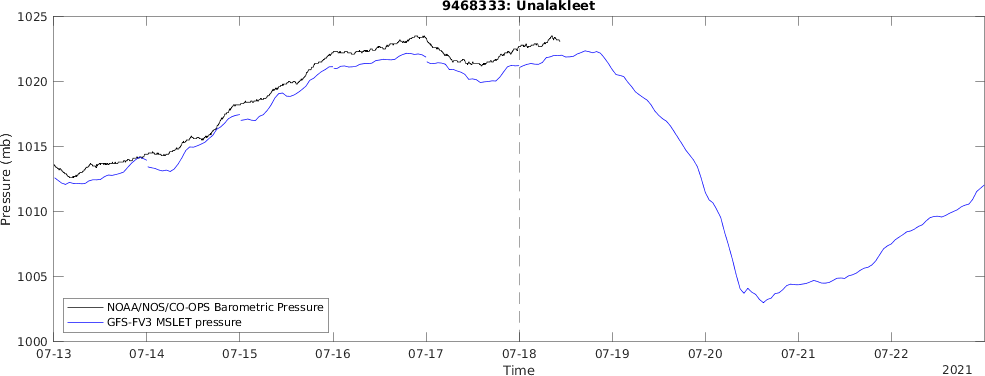 9468333: Unalakleet
Pressure (mb)
1025
1020
1015
1010
1005
1000
NOAA/NOS/CO-OPS Barometric Pressure
GFS-FV3 MSLET pressure
07-13 07-14 07-15 07-16 07-17 07-18 07-19 07-20 07-21 07-22
Time
2021